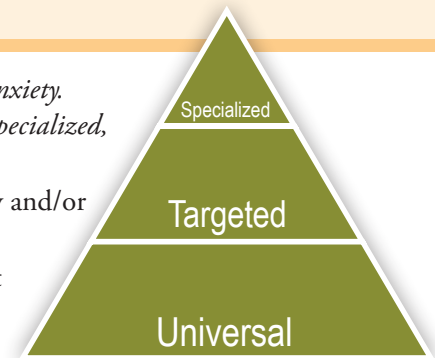 nxiety.
pecialized,
and/or
Specialized
Targeted
Universal